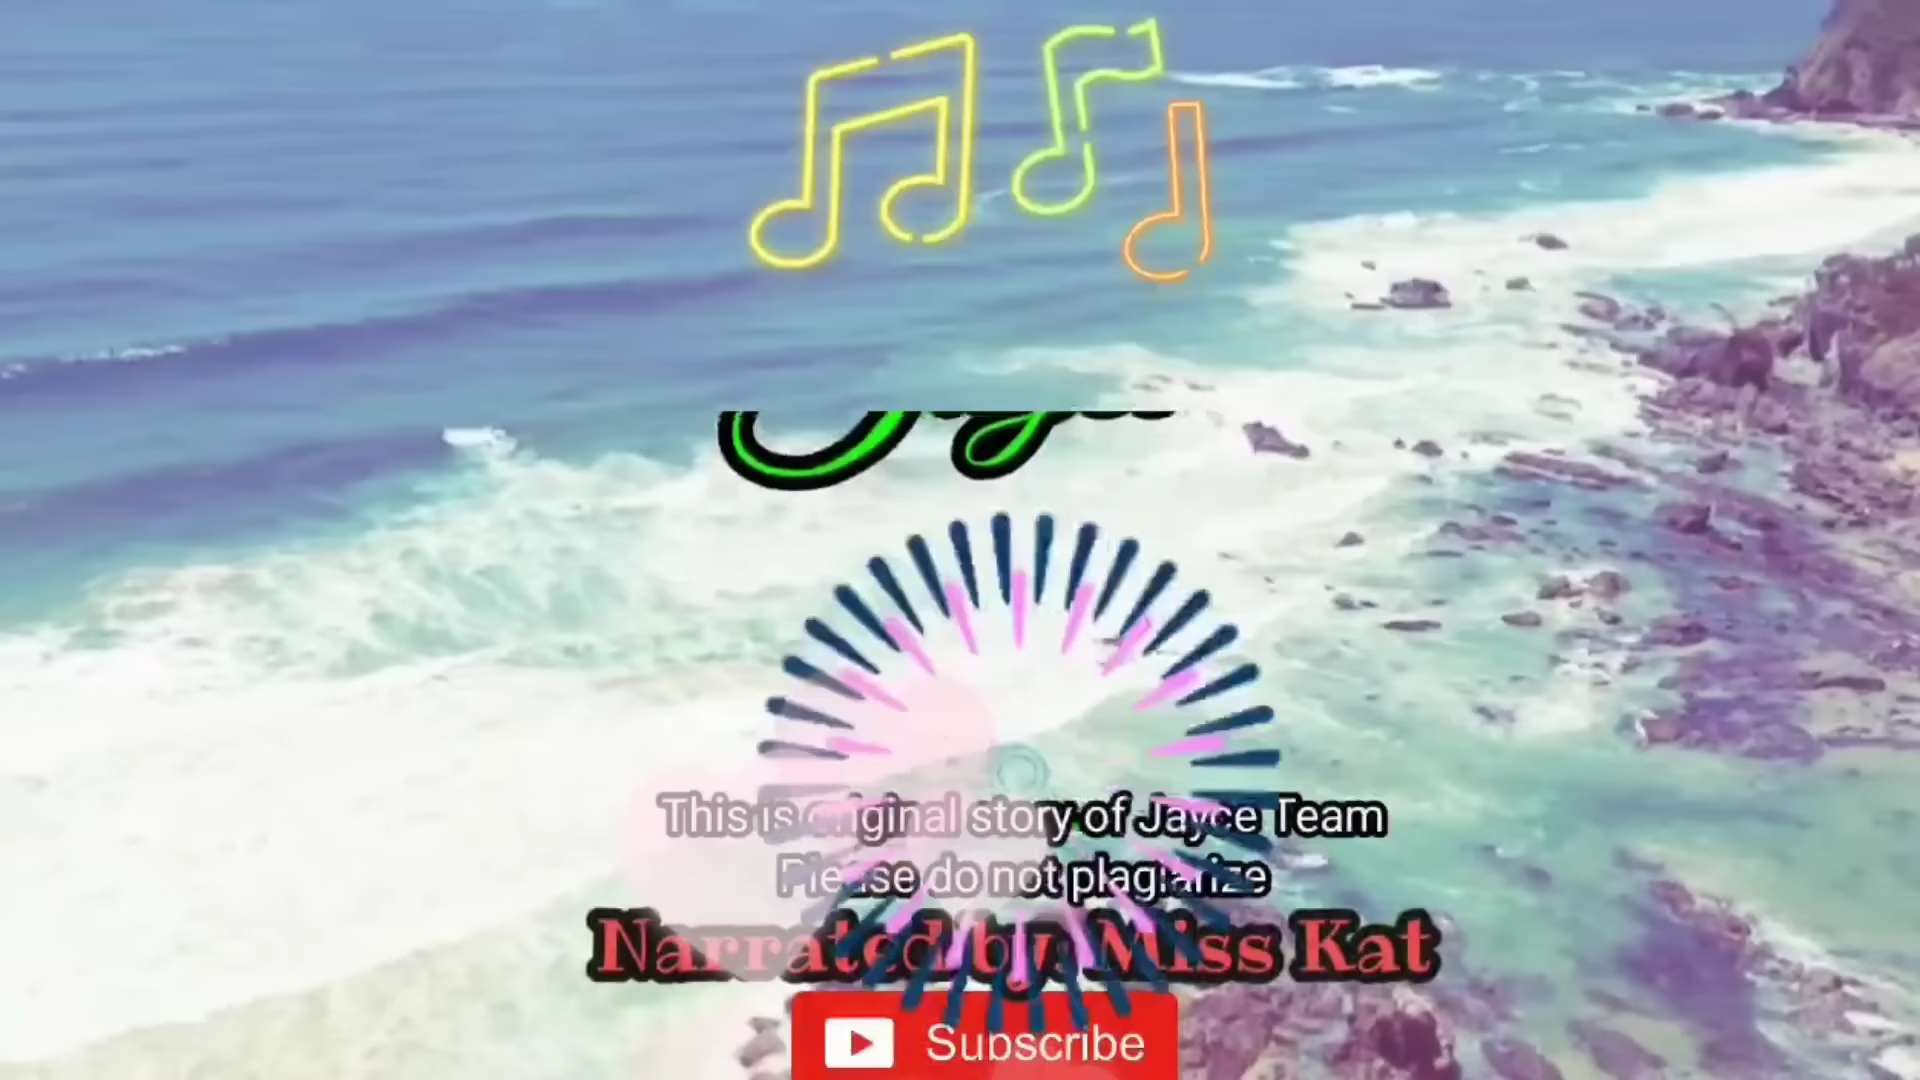 This is original story of Jayce Team
Please do not plagiarize
Narrated by: Miss Kat
Subscribe